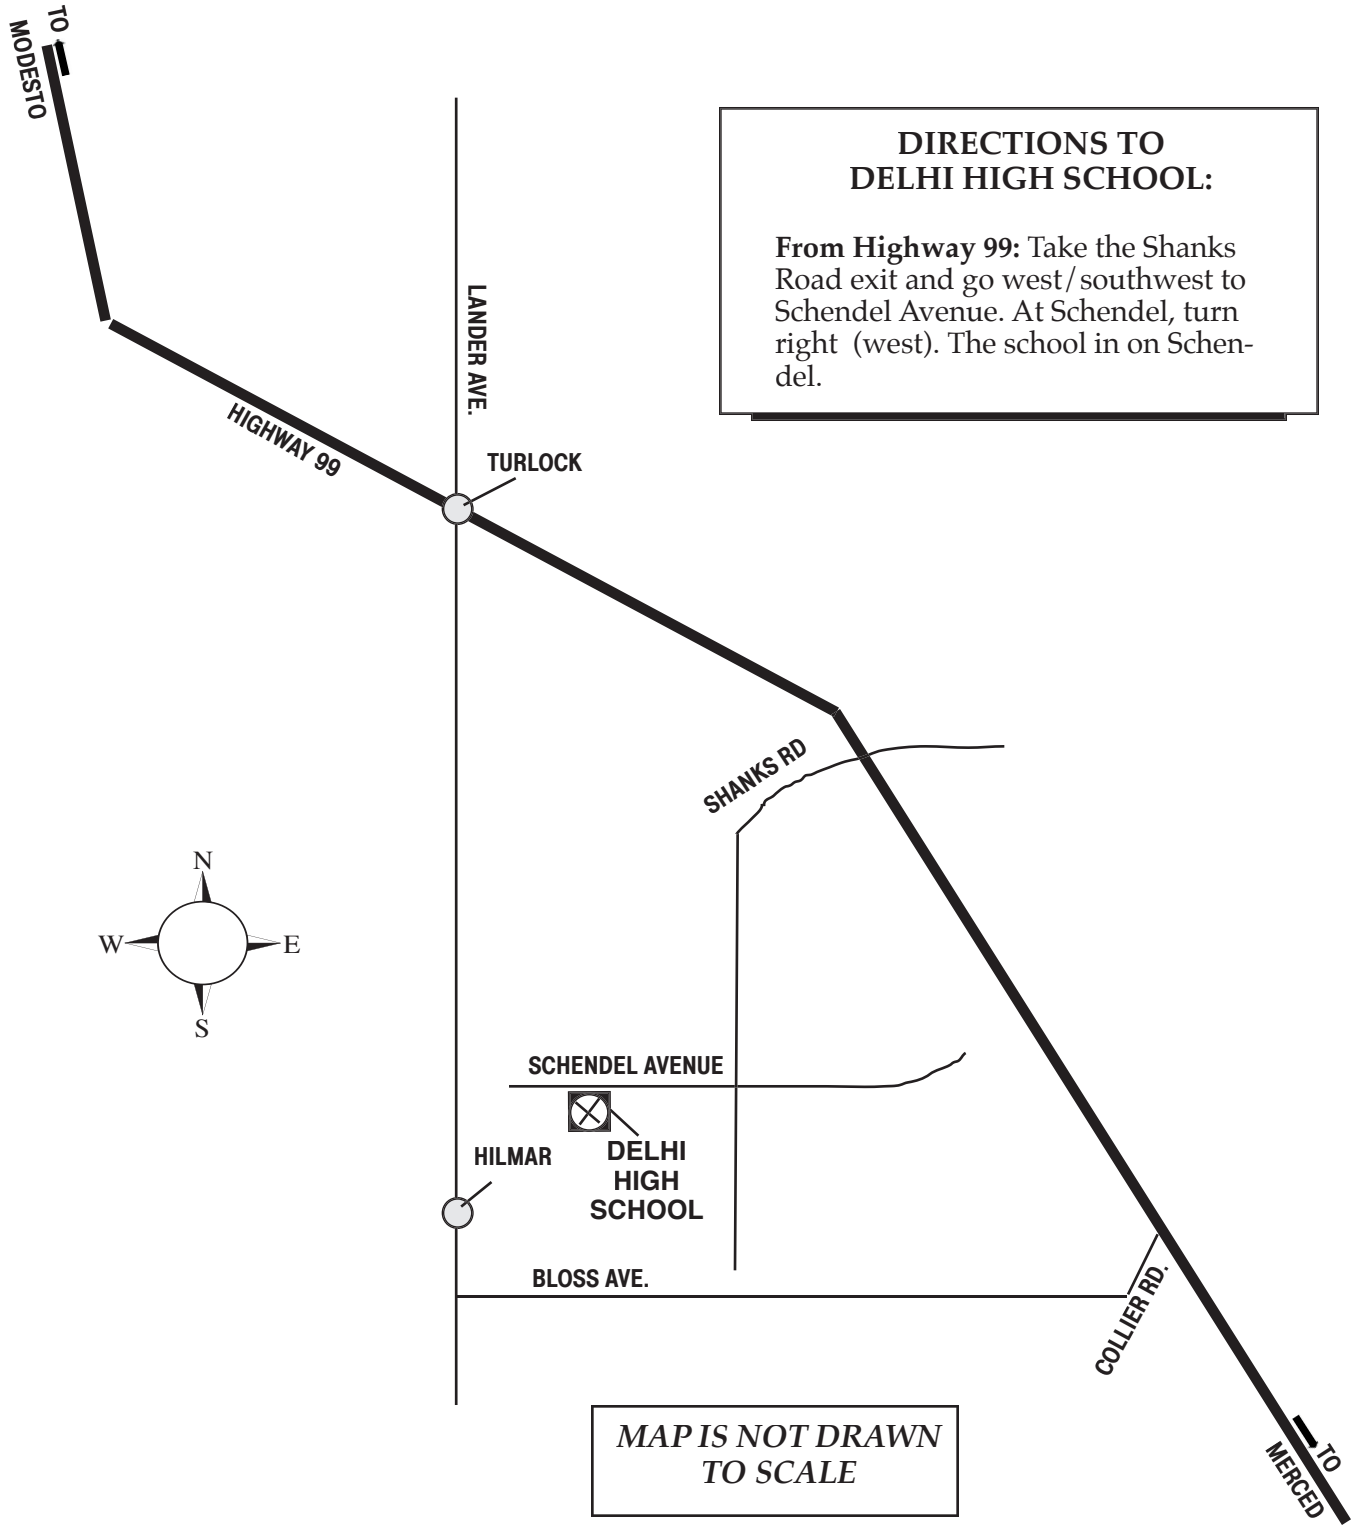 TO
MODESTO
DIRECTIONS TO
DELHI HIGH SCHOOL:
From Highway 99: Take the Shanks
Road exit and go west/southwest to
Schendel Avenue. At Schendel, turn
right  (west). The school in on Schen-
del.
LANDER AVE.
HIGHWAY 99
TURLOCK
SHANKS RD
N
W
E
S
SCHENDEL AVENUE
HILMAR
DELHI
HIGH
SCHOOL
BLOSS AVE.
COLLIER RD.
MAP IS NOT DRAWN
TO SCALE
TO
MERCED